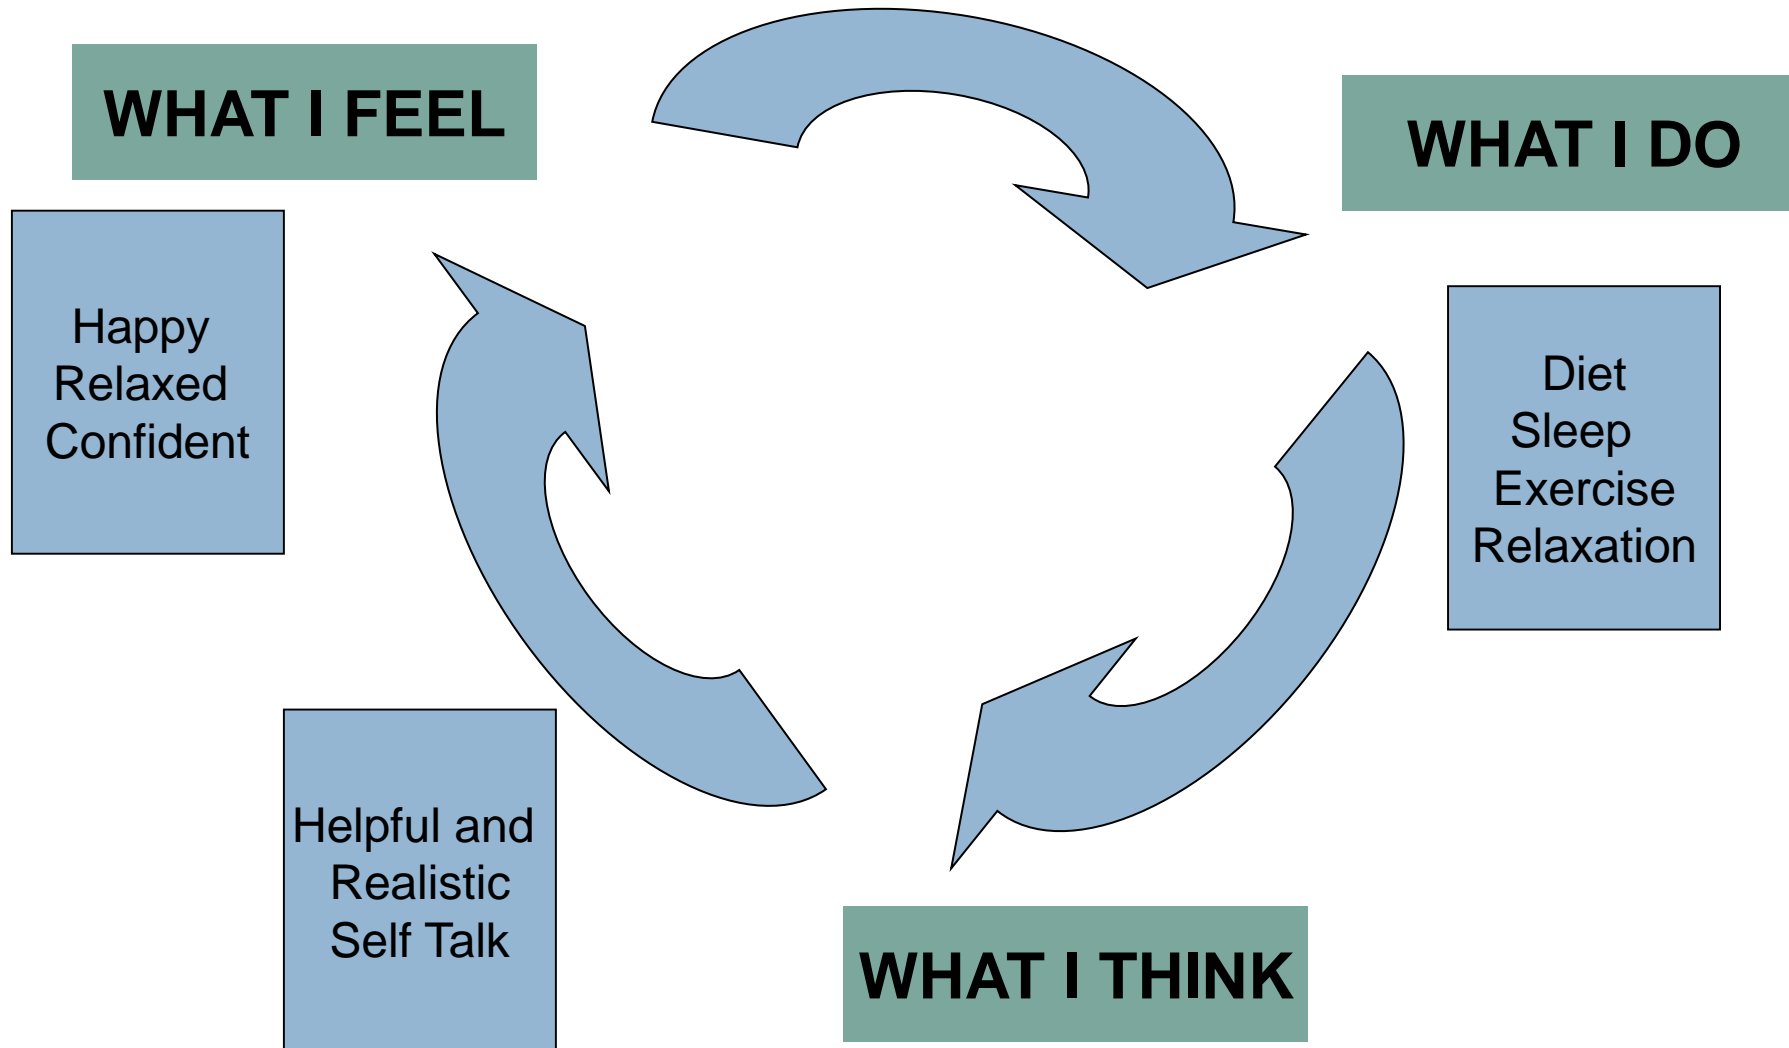 WHAT I FEEL
WHAT I DO
Happy
Relaxed
Confident
Diet
Sleep
Exercise
Relaxation
Helpful and
Realistic
Self Talk
WHAT I THINK